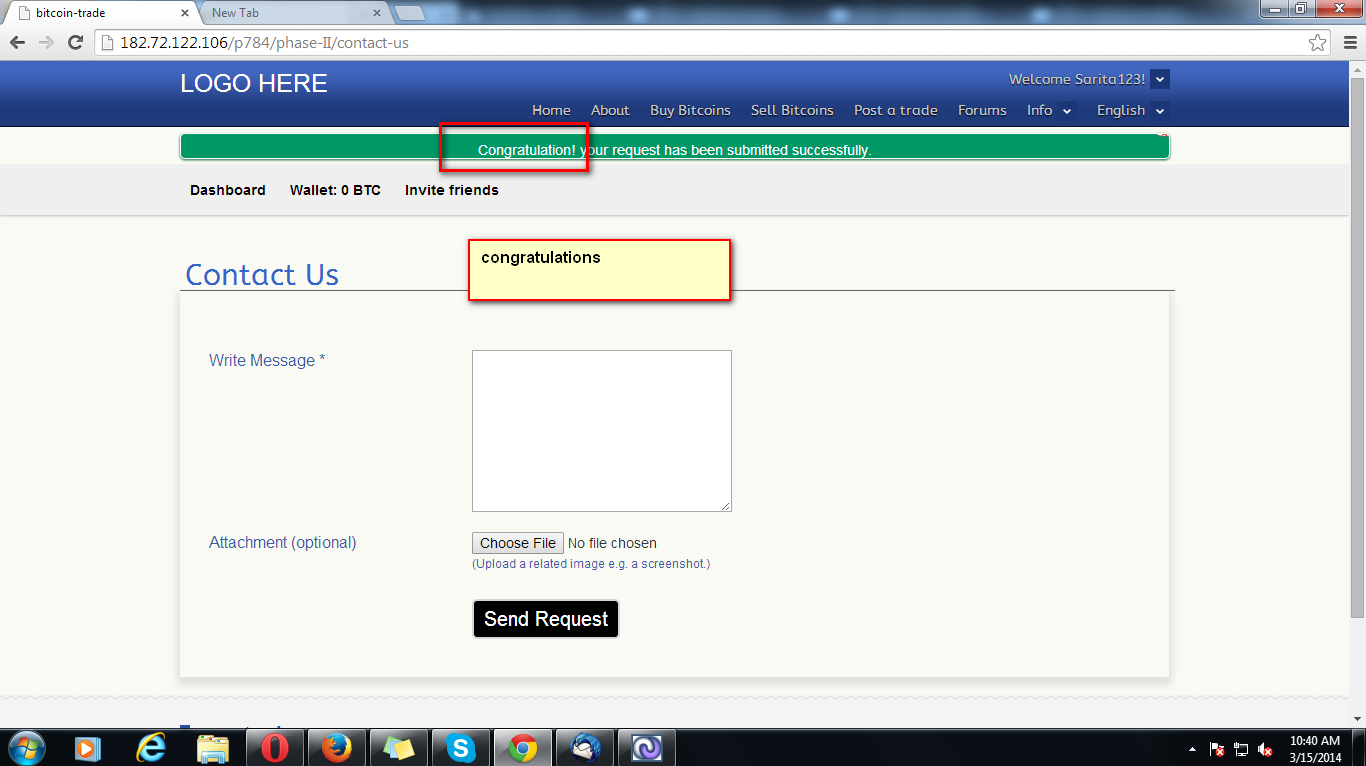 bitcoin-trade
New Tab
182.72.122.106/p784/phase-II/contact-us
LOGO HERE
Welcome Sarita123!
Home About Buy Bitcoins Sell Bitcoins Post a trade Forums Info English
Congratulation! your request has been submitted successfully.
Dashboard Wallet: 0 BTC Invite friends
congratulations
Contact Us
Write Message *
Attachment (optional)
Choose File No file chosen
(Upload a related image e.g. a screenshot.)
Send Request
10:40 AM
3/15/2014